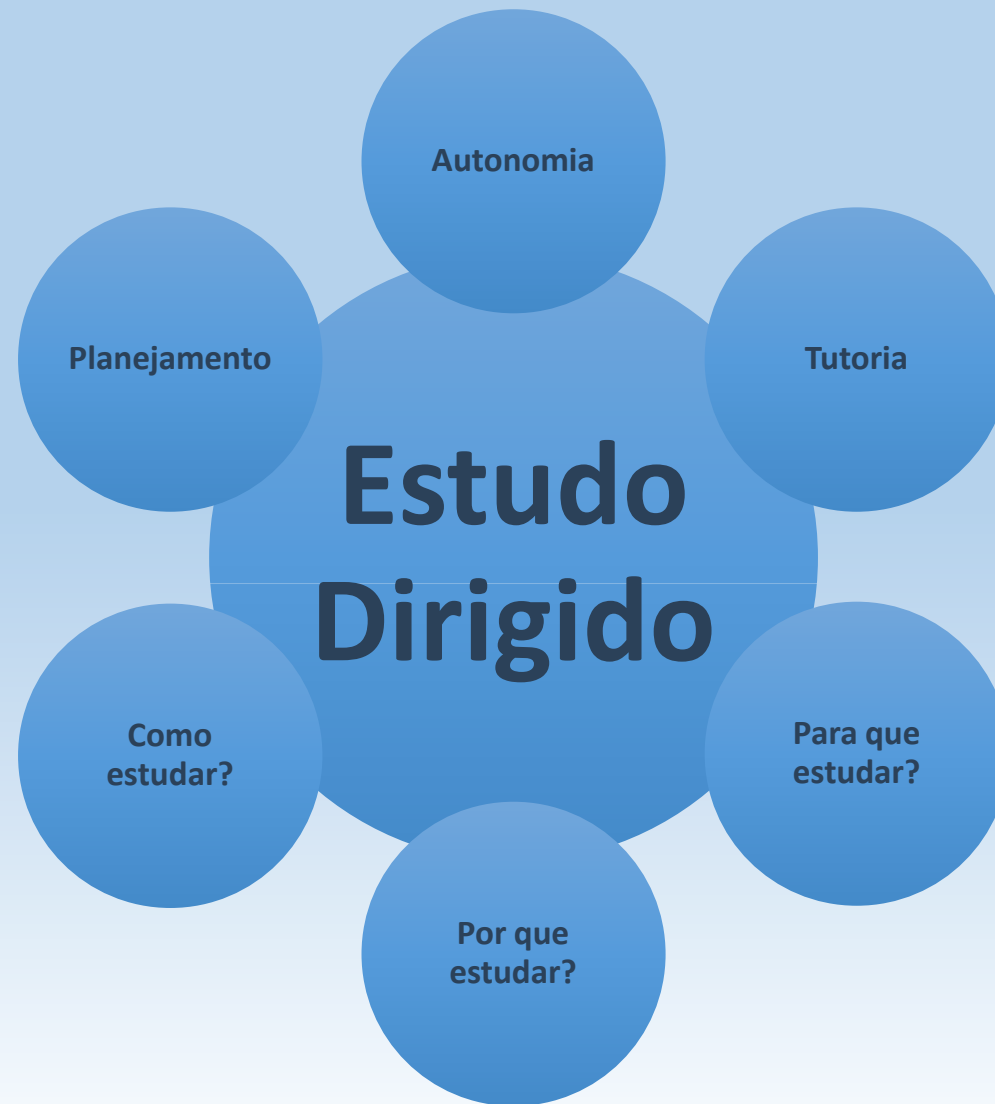 Autonomia
Planejamento
Tutoria
Estudo
Dirigido
Como
estudar?
Para que
estudar?
Por que
estudar?